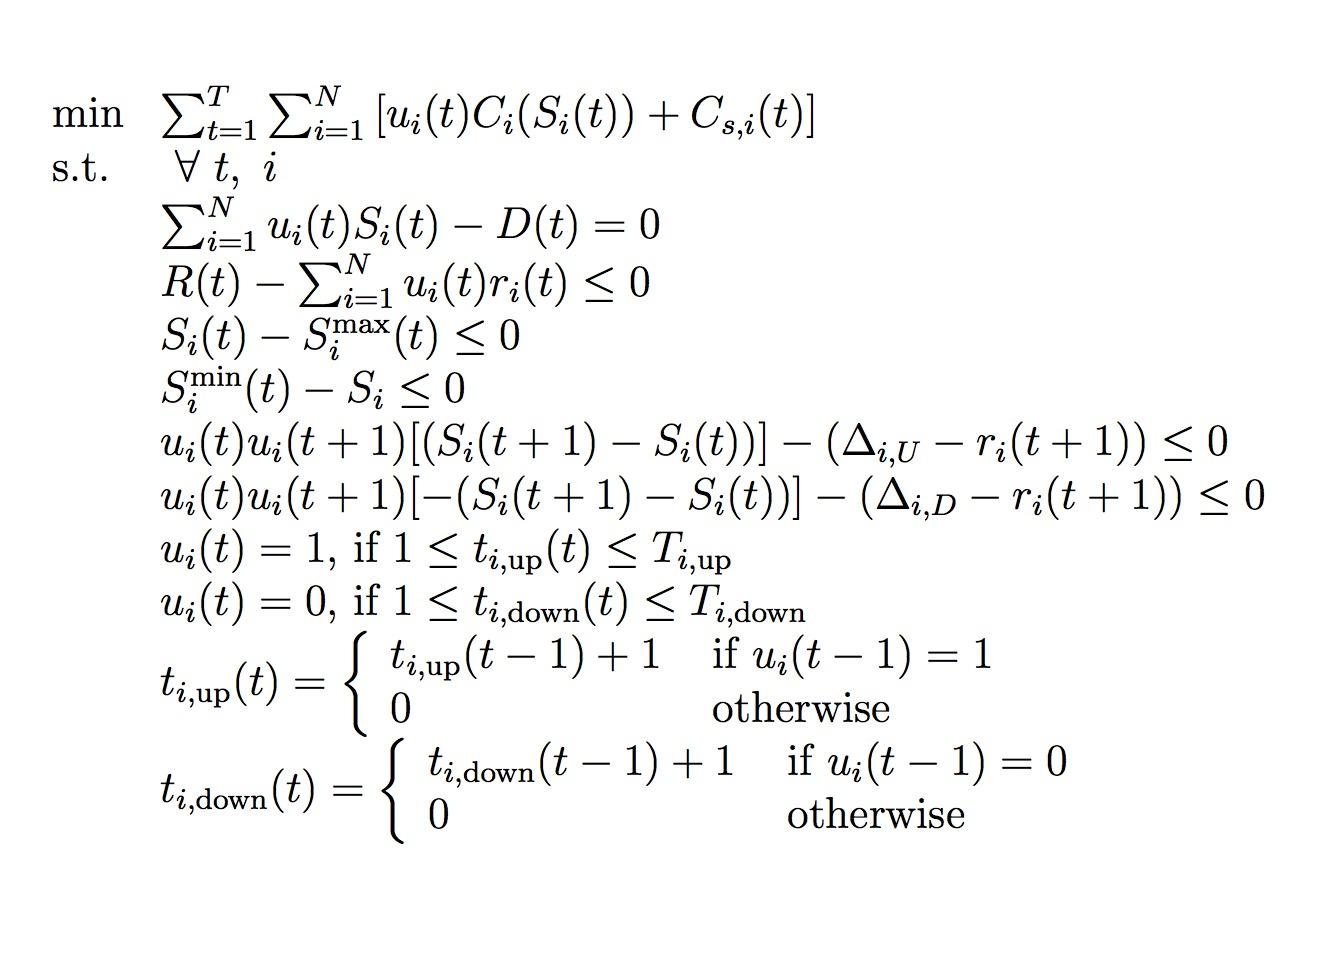 min ∑_{t=1}^{T} ∑_{i=1}^{N} [u_i(t)C_i(S_i(t)) + C_{s,i}(t)]
s.t. ∀ t, i
∑_{i=1}^{N} u_i(t)S_i(t) − D(t) = 0
R(t) − ∑_{i=1}^{N} u_i(t)r_i(t) ≤ 0
S_i(t) − S_i^{max}(t) ≤ 0
S_i^{min}(t) − S_i ≤ 0
u_i(t)u_i(t + 1)[(S_i(t + 1) − S_i(t))] − (Δ_{i,U} − r_i(t + 1)) ≤ 0
u_i(t)u_i(t + 1)[−(S_i(t + 1) − S_i(t))] − (Δ_{i,D} − r_i(t + 1)) ≤ 0
u_i(t) = 1, if 1 ≤ t_{i,up}(t) ≤ T_{i,up}
u_i(t) = 0, if 1 ≤ t_{i,down}(t) ≤ T_{i,down}
t_{i,up}(t) = { t_{i,up}(t − 1) + 1 if u_i(t − 1) = 1
0 otherwise
t_{i,down}(t) = { t_{i,down}(t − 1) + 1 if u_i(t − 1) = 0
0 otherwise